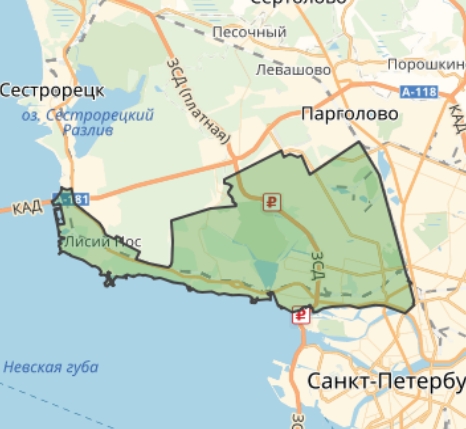 Сертолово
Песочный
ЗСД (платная)
Левашово
Порошкин
Сестрорецк
А-118
оз. Сестрорецкий
Разлив
Парголово
КАД
КАД
А-181
₽
Лисий Нос
ЗСД
₽
Невская губа
Санкт-Петербу
ЗС